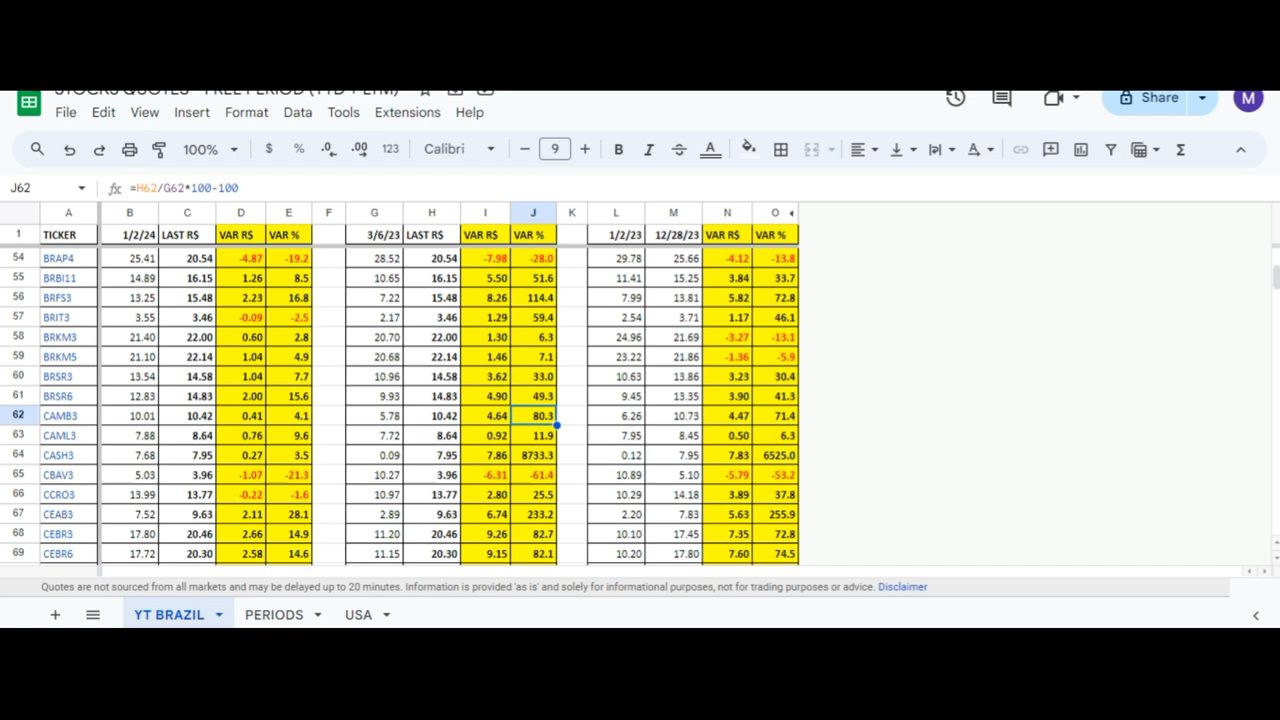 STOCKS QUOTES - FREE PERIOD (YTD + LTM)
File Edit View Insert Format Data Tools Extensions Help
Share M
100% $ % .0 .00 123 Calibri 9 B I A
J62 fx =H62/G62*100-100
A B C D E F G H I J K L M N O
1 TICKER 1/2/24 LAST R$ VAR R$ VAR % 3/6/23 LAST R$ VAR R$ VAR % 1/2/23 12/28/23 VAR R$ VAR %
54 BRAP4 25.41 20.54 -4.87 -19.2 28.52 20.54 -7.98 -28.0 29.78 25.66 -4.12 -13.8
55 BRBI11 14.89 16.15 1.26 8.5 10.65 16.15 5.50 51.6 11.41 15.25 3.84 33.7
56 BRFS3 13.25 15.48 2.23 16.8 7.22 15.48 8.26 114.4 7.99 13.81 5.82 72.8
57 BRIT3 3.55 3.46 -0.09 -2.5 2.17 3.46 1.29 59.4 2.54 3.71 1.17 46.1
58 BRKM3 21.40 22.00 0.60 2.8 20.70 22.00 1.30 6.3 24.96 21.69 -3.27 -13.1
59 BRKM5 21.10 22.14 1.04 4.9 20.68 22.14 1.46 7.1 23.22 21.86 -1.36 -5.9
60 BRSR3 13.54 14.58 1.04 7.7 10.96 14.58 3.62 33.0 10.63 13.86 3.23 30.4
61 BRSR6 12.83 14.83 2.00 15.6 9.93 14.83 4.90 49.3 9.45 13.35 3.90 41.3
62 CAMB3 10.01 10.42 0.41 4.1 5.78 10.42 4.64 80.3 6.26 10.73 4.47 71.4
63 CAML3 7.88 8.64 0.76 9.6 7.72 8.64 0.92 11.9 7.95 8.45 0.50 6.3
64 CASH3 7.68 7.95 0.27 3.5 0.09 7.95 7.86 8733.3 0.12 7.95 7.83 6525.0
65 CBAV3 5.03 3.96 -1.07 -21.3 10.27 3.96 -6.31 -61.4 10.89 5.10 -5.79 -53.2
66 CCRO3 13.99 13.77 -0.22 -1.6 10.97 13.77 2.80 25.5 10.29 14.18 3.89 37.8
67 CEAB3 7.52 9.63 2.11 28.1 2.89 9.63 6.74 233.2 2.20 7.83 5.63 255.9
68 CEBR3 17.80 20.46 2.66 14.9 11.20 20.46 9.26 82.7 10.10 17.45 7.35 72.8
69 CEBR6 17.72 20.30 2.58 14.6 11.15 20.30 9.15 82.1 10.20 17.80 7.60 74.5
Quotes are not sourced from all markets and may be delayed up to 20 minutes. Information is provided 'as is' and solely for informational purposes, not for trading purposes or advice. Disclaimer
YT BRAZIL PERIODS USA